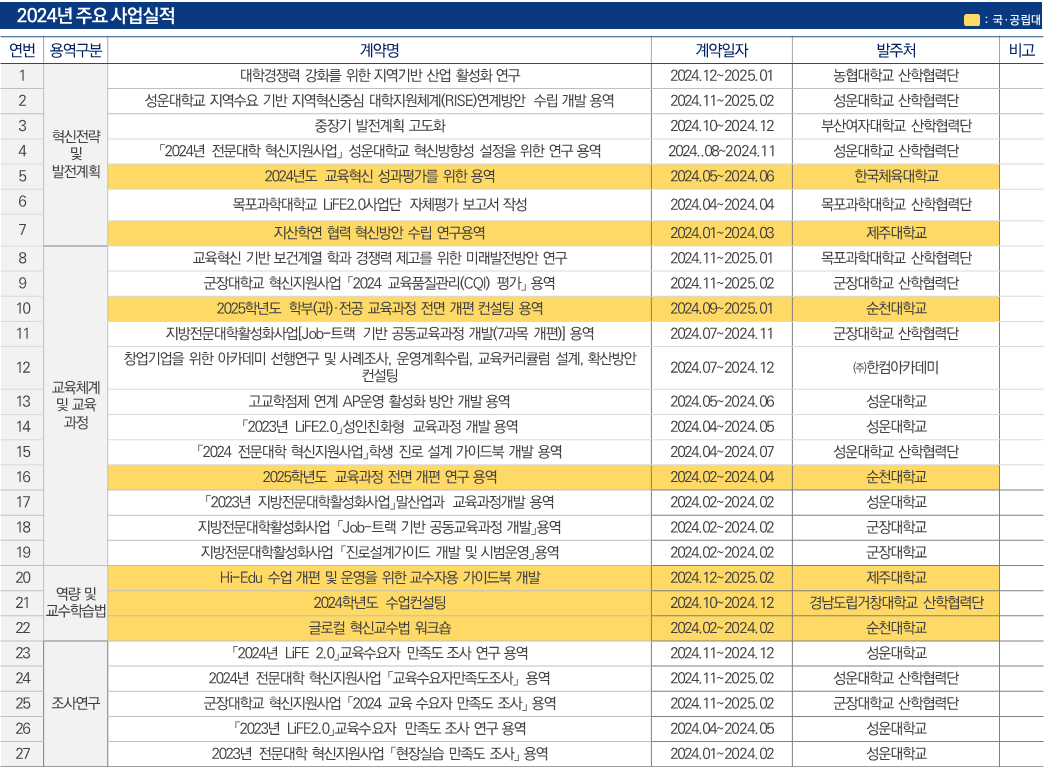 2024년 주요 사업실적
: 국·공립대
연번 용역구분 계약명 계약일자 발주처 비고
혁신전략
및
발전계획
1 대학경쟁력 강화를 위한 지역기반 산업 활성화 연구 2024.12~2025.01 농협대학교 산학협력단
2 성운대학교 지역수요 기반 지역혁신중심 대학지원체계(RISE)연계방안 수립 개발 용역 2024.11~2025.02 성운대학교 산학협력단
3 중장기 발전계획 고도화 2024.10~2024.12 부산여자대학교 산학협력단
4 「2024년 전문대학 혁신지원사업」 성운대학교 혁신방향성 설정을 위한 연구 용역 2024..08~2024.11 성운대학교 산학협력단
5 2024년도 교육혁신 성과평가를 위한 용역 2024.05~2024.06 한국체육대학교
6 목포과학대학교 LiFE2.0사업단 자체평가 보고서 작성 2024.04~2024.04 목포과학대학교 산학협력단
7 지산학연 협력 혁신방안 수립 연구용역 2024.01~2024.03 제주대학교
교육체계
및 교육
과정
8 교육혁신 기반 보건계열 학과 경쟁력 제고를 위한 미래발전방안 연구 2024.11~2025.01 목포과학대학교 산학협력단
9 군장대학교 혁신지원사업 「2024 교육품질관리(CQI) 평가」 용역 2024.11~2025.02 군장대학교 산학협력단
10 2025학년도 학부(과)·전공 교육과정 전면 개편 컨설팅 용역 2024.09~2025.01 순천대학교
11 지방전문대학활성화사업[Job-트랙 기반 공동교육과정 개발(7과목 개편)] 용역 2024.07~2024.11 군장대학교 산학협력단
12 창업기업을 위한 아카데미 선행연구 및 사례조사, 운영계획수립, 교육커리큘럼 설계, 확산방안
컨설팅 2024.07~2024.12 ㈜한컴아카데미
13 고교학점제 연계 AP운영 활성화 방안 개발 용역 2024.05~2024.06 성운대학교
14 「2023년 LiFE2.0」성인친화형 교육과정 개발 용역 2024.04~2024.05 성운대학교
15 「2024 전문대학 혁신지원사업」학생 진로 설계 가이드북 개발 용역 2024.04~2024.07 성운대학교 산학협력단
16 2025학년도 교육과정 전면 개편 연구 용역 2024.02~2024.04 순천대학교
17 「2023년 지방전문대학활성화사업」말산업과 교육과정개발 용역 2024.02~2024.02 성운대학교
18 지방전문대학활성화사업 「Job-트랙 기반 공동교육과정 개발」용역 2024.02~2024.02 군장대학교
19 지방전문대학활성화사업 「진로설계가이드 개발 및 시범운영」용역 2024.02~2024.02 군장대학교
역량 및
교수학습법
20 Hi-Edu 수업 개편 및 운영을 위한 교수자용 가이드북 개발 2024.12~2025.02 제주대학교
21 2024학년도 수업컨설팅 2024.10~2024.12 경남도립거창대학교 산학협력단
22 글로컬 혁신교수법 워크숍 2024.02~2024.02 순천대학교
조사연구
23 「2024년 LiFE 2.0」교육수요자 만족도 조사 연구 용역 2024.11~2024.12 성운대학교
24 2024년 전문대학 혁신지원사업 「교육수요자만족도조사」 용역 2024.11~2025.02 성운대학교 산학협력단
25 군장대학교 혁신지원사업 「2024 교육 수요자 만족도 조사」 용역 2024.11~2025.02 군장대학교 산학협력단
26 「2023년 LiFE2.0」교육수요자 만족도 조사 연구 용역 2024.04~2024.05 성운대학교
27 2023년 전문대학 혁신지원사업 「현장실습 만족도 조사」 용역 2024.01~2024.02 성운대학교